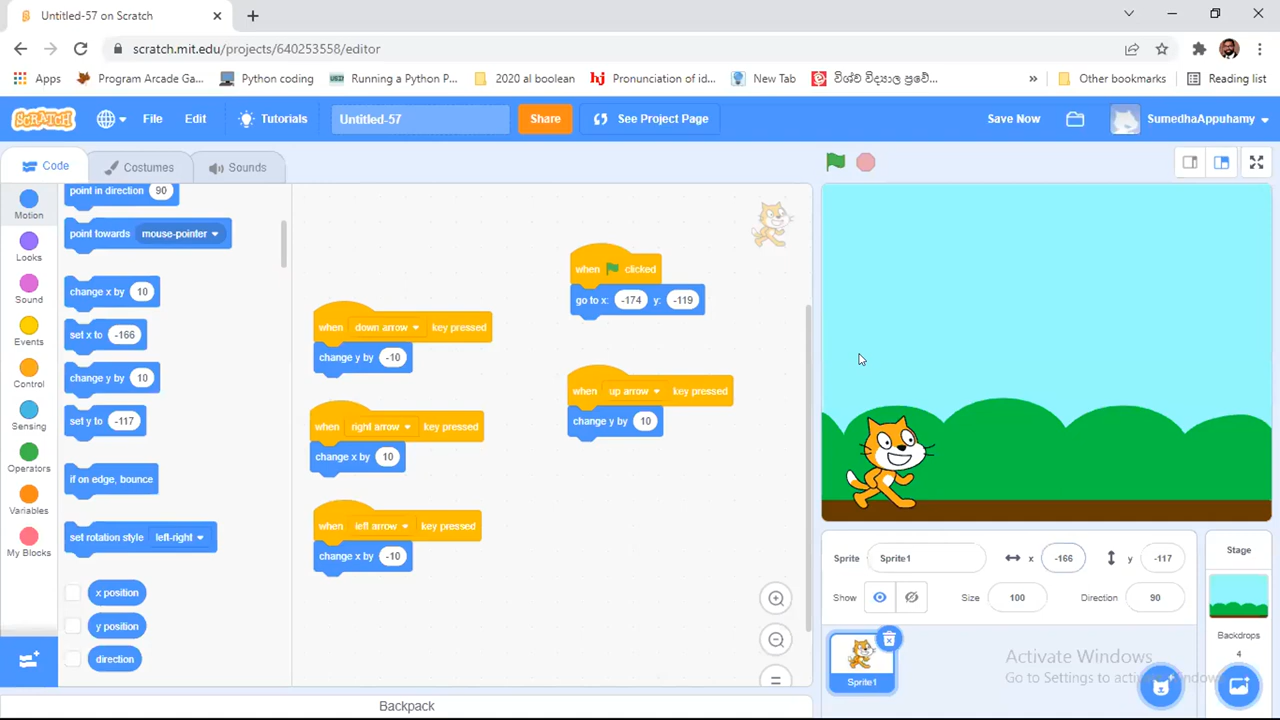 Untitled-57 on Scratch
scratch.mit.edu/projects/640253558/editor
Apps
Program Arcade Ga...
Python coding
Running a Python P...
2020 al boolean
hj
Pronunciation of id...
New Tab
විශ්ව විද්‍යාල ප්‍රවේ...
»
Other bookmarks
Reading list
SCRATCH
File
Edit
Tutorials
Untitled-57
Share
See Project Page
Save Now
SumedhaAppuhamy
Code
Costumes
Sounds
Motion
Looks
Sound
Events
Control
Sensing
Operators
Variables
My Blocks
point in direction 90
point towards mouse-pointer
change x by 10
set x to -166
change y by 10
set y to -117
if on edge, bounce
set rotation style left-right
x position
y position
direction
when clicked
go to x: -174 y: -119
when down arrow key pressed
change y by -10
when up arrow key pressed
change y by 10
when right arrow key pressed
change x by 10
when left arrow key pressed
change x by -10
Backpack
Sprite Sprite1 x -166 y -117
Show Size 100 Direction 90
Sprite1
Stage
Backdrops
4
Activate Windows
Go to Settings to activate Windows.